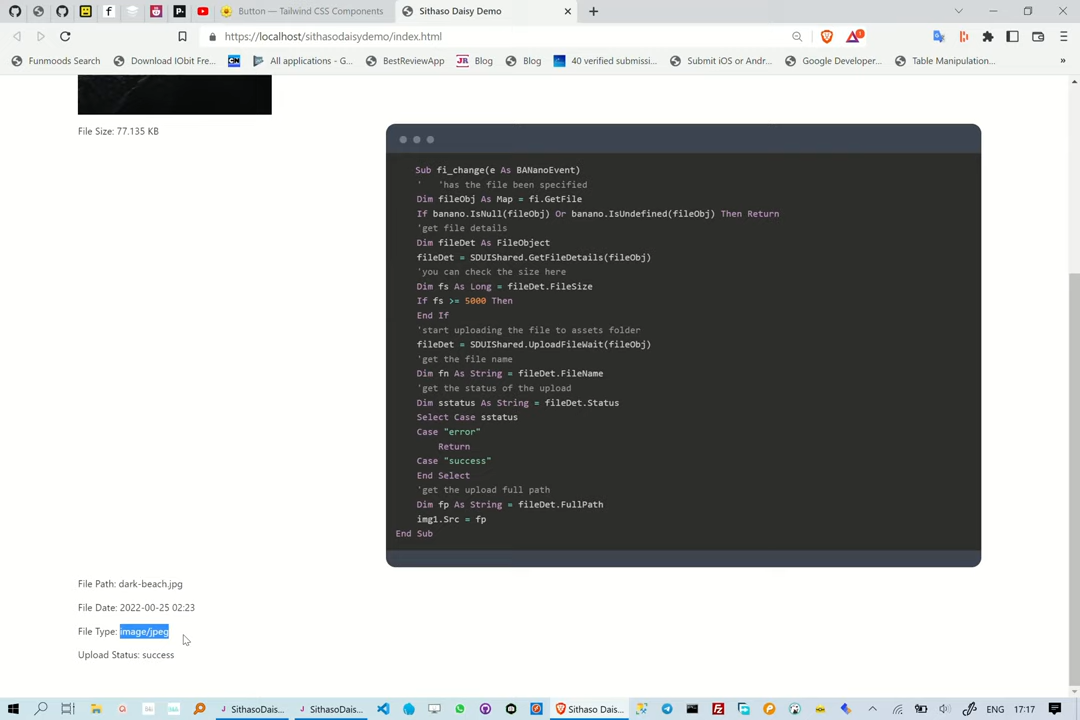 Button — Tailwind CSS Components
Sithaso Daisy Demo
https://localhost/sithasodaisydemo/index.html
Funmoods Search
Download IObit Fre...
All applications - G...
BestReviewApp
JR Blog
Blog
40 verified submissi...
Submit iOS or Andr...
Google Developer...
Table Manipulation...
File Size: 77.135 KB
Sub fi_change(e As BANanoEvent)
' 'has the file been specified
Dim fileObj As Map = fi.GetFile
If banano.IsNull(fileObj) Or banano.IsUndefined(fileObj) Then Return
'get file details
Dim fileDet As FileObject
fileDet = SDUIShared.GetFileDetails(fileObj)
'you can check the size here
Dim fs As Long = fileDet.FileSize
If fs >= 5000 Then
End If
'start uploading the file to assets folder
fileDet = SDUIShared.UploadFileWait(fileObj)
'get the file name
Dim fn As String = fileDet.FileName
'get the status of the upload
Dim sstatus As String = fileDet.Status
Select Case sstatus
Case "error"
Return
Case "success"
End Select
'get the upload full path
Dim fp As String = fileDet.FullPath
img1.Src = fp
End Sub
File Path: dark-beach.jpg
File Date: 2022-00-25 02:23
File Type: image/jpeg
Upload Status: success
SithasoDais...
SithasoDais...
Sithaso Dais...
ENG
17:17